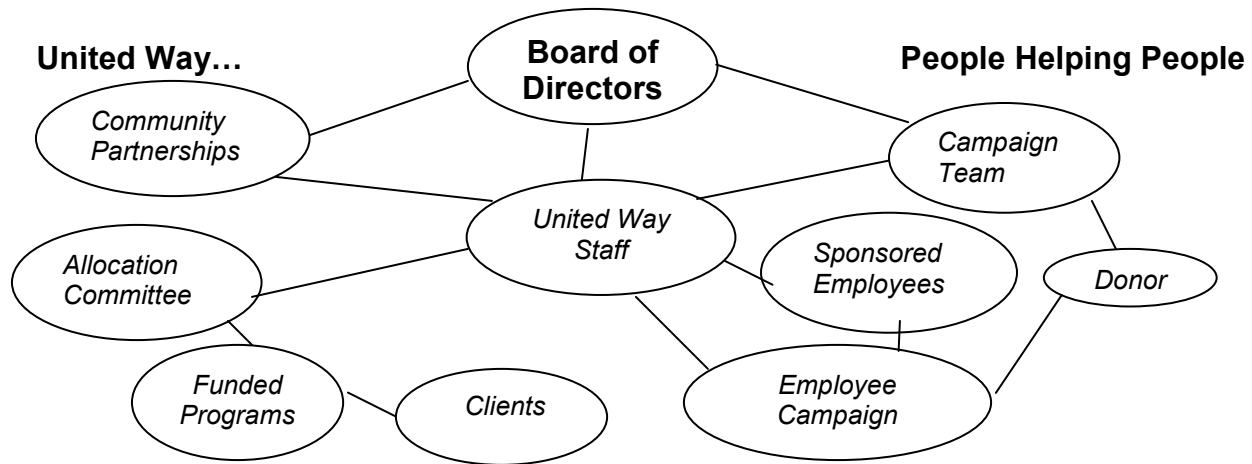 United Way…
Board of
Directors
People Helping People
Community
Partnerships
Campaign
Team
United Way
Staff
Sponsored
Employees
Allocation
Committee
Donor
Funded
Programs
Clients
Employee
Campaign